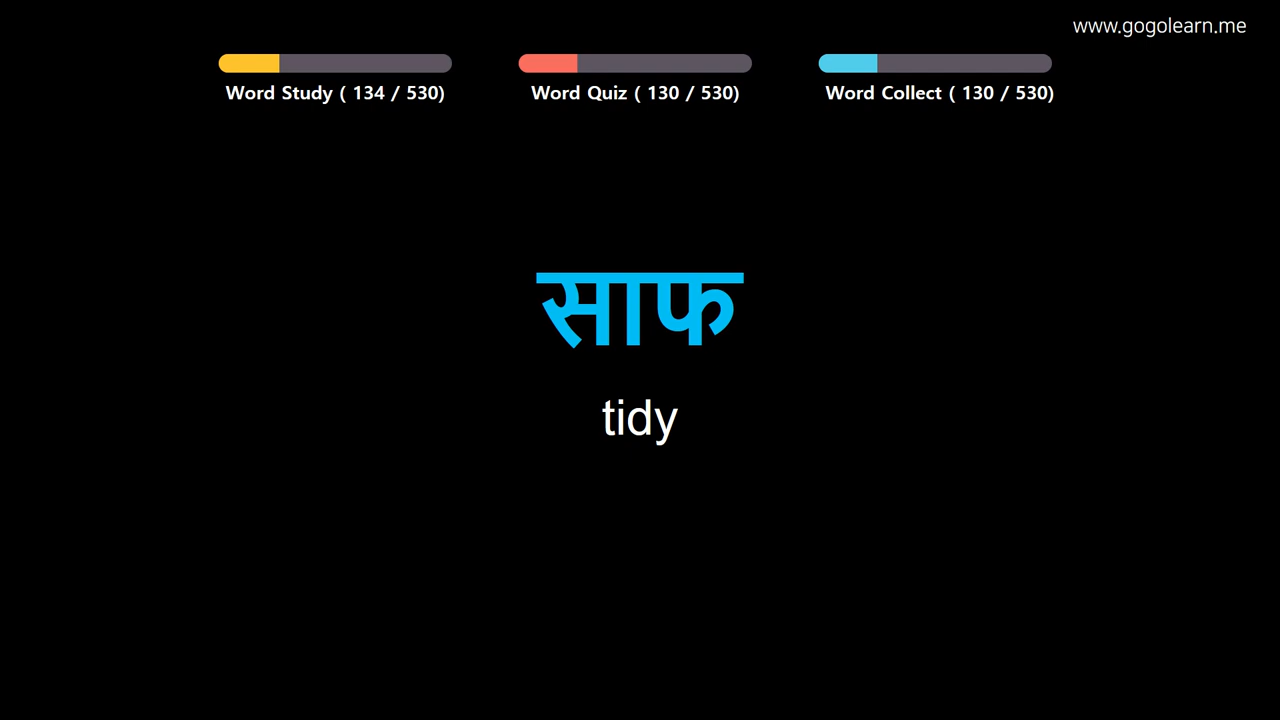 www.gogolearn.me
Word Study ( 134 / 530)
Word Quiz ( 130 / 530)
Word Collect ( 130 / 530)
साफ
tidy